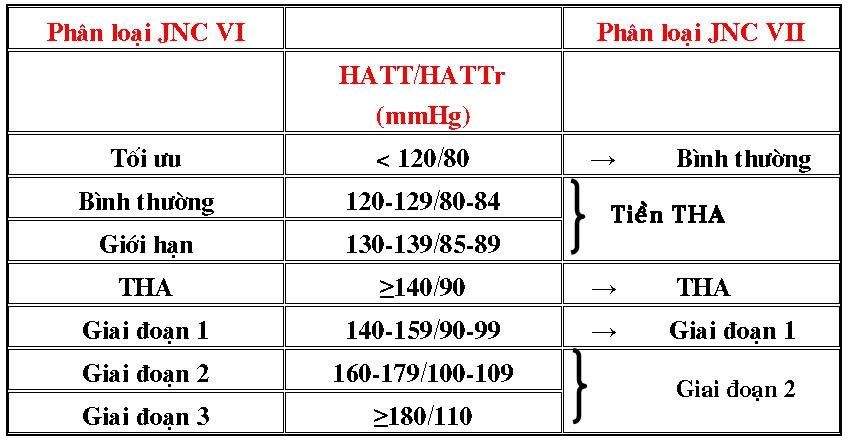 Phân loại JNC VI Phân loại JNC VII
HATT/HATTr
(mmHg)
Tối ưu < 120/80 → Bình thường
Bình thường 120-129/80-84
Tiền THA
Giới hạn 130-139/85-89
THA ≥140/90 → THA
Giai đoạn 1 140-159/90-99 → Giai đoạn 1
Giai đoạn 2 160-179/100-109
Giai đoạn 2
Giai đoạn 3 ≥180/110